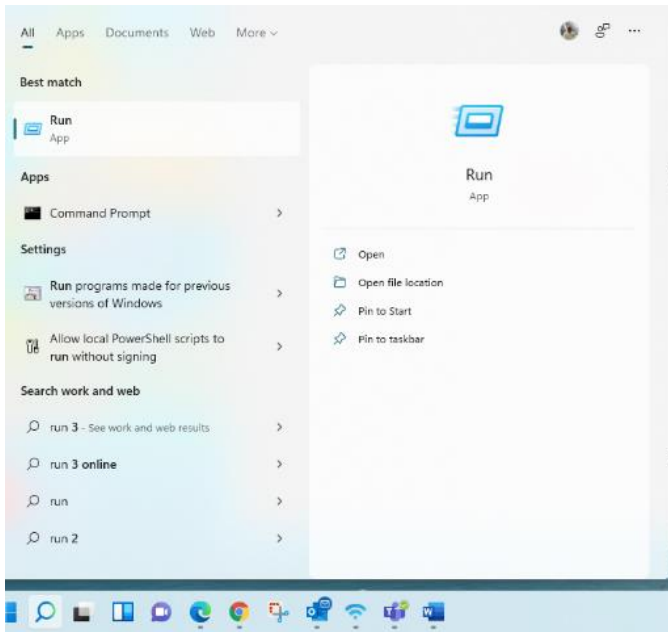 All Apps Documents Web More
Best match
Run
App
Apps
Command Prompt
Settings
Run programs made for previous
versions of Windows
Allow local PowerShell scripts to
run without signing
Search work and web
run 3 - See work and web results
run 3 online
run
run 2
Run
App
Open
Open file location
Pin to Start
Pin to taskbar